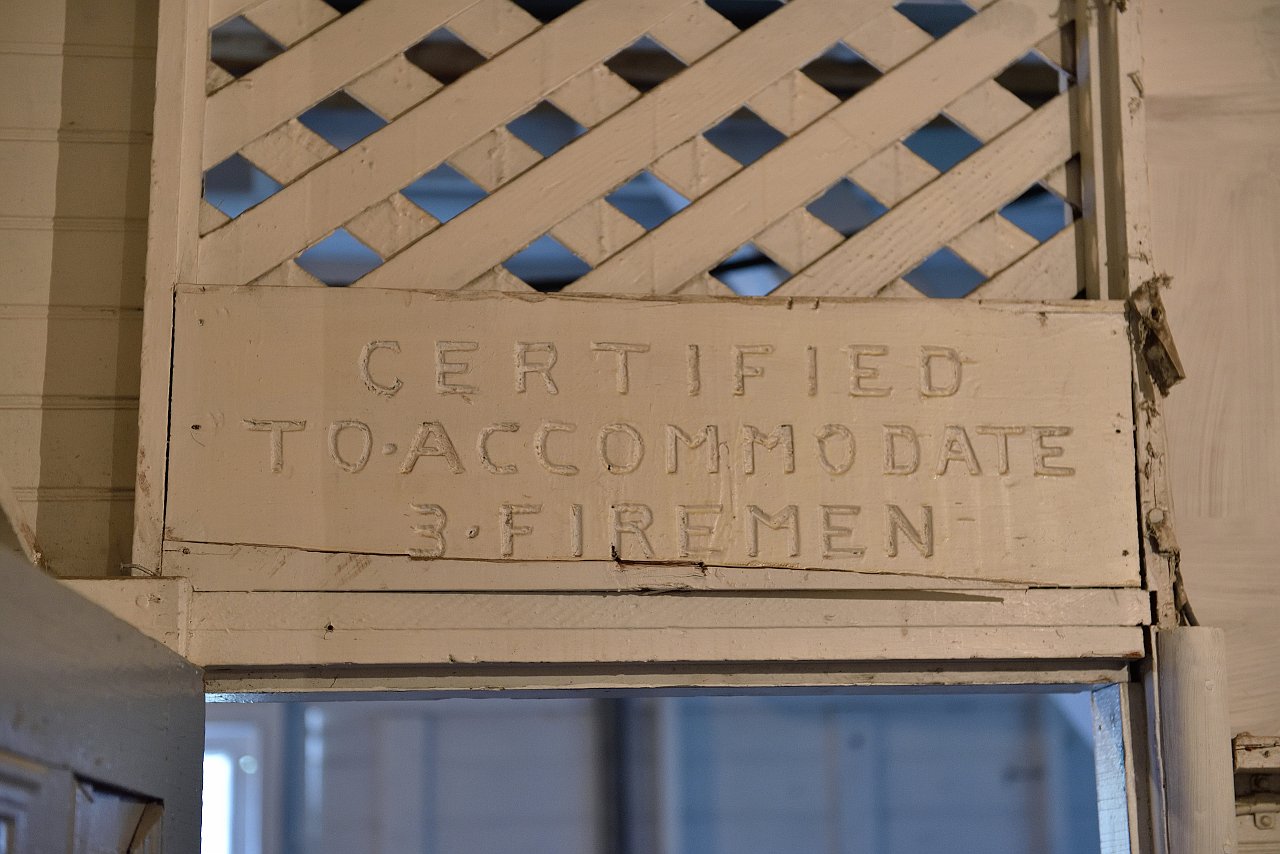 CERTIFIED
TO·ACCOMMODATE
3·FIREMEN